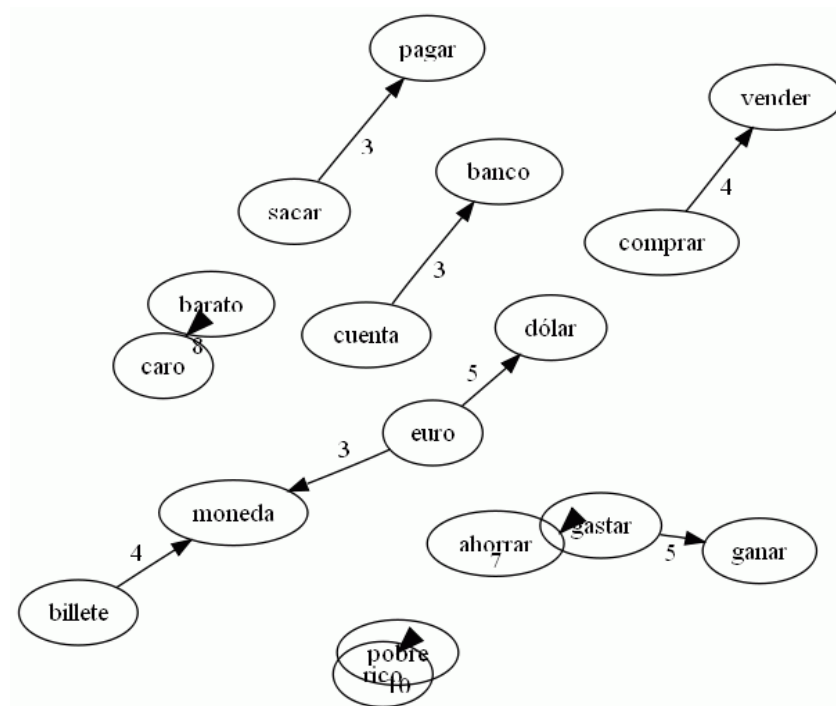 pagar
vender
3
banco
sacar
4
comprar
3
barato
dólar
cuenta
8
caro
5
euro
3
moneda
gastar
ahorrar
ganar
4
7
5
billete
pobre
rico
10